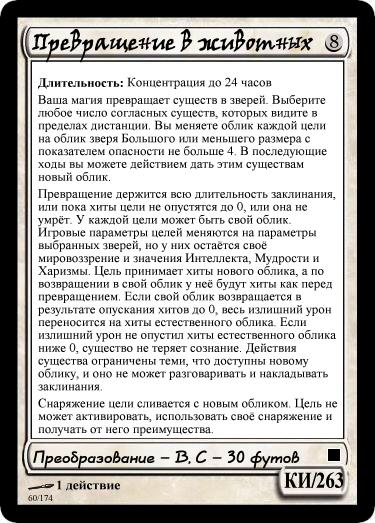 Превращение в животных 8
Длительность: Концентрация до 24 часов
Ваша магия превращает существ в зверей. Выберите
любое число согласных существ, которых видите в
пределах дистанции. Вы меняете облик каждой цели
на облик зверя Большого или меньшего размера с
показателем опасности не больше 4. В последующие
ходы вы можете действием дать этим существам
новый облик.
Превращение держится всю длительность заклинания,
или пока хиты цели не опустятся до 0, или она не
умрёт. У каждой цели может быть свой облик.
Игровые параметры целей меняются на параметры
выбранных зверей, но у них остаётся своё
мировоззрение и значения Интеллекта, Мудрости и
Харизмы. Цель принимает хиты нового облика, а по
возвращении в свой облик у неё будут хиты как перед
превращением. Если свой облик возвращается в
результате опускания хитов до 0, весь излишний урон
переносится на хиты естественного облика. Если
излишний урон не опустил хиты естественного облика
ниже 0, существо не теряет сознание. Действия
существа ограничены теми, что доступны новому
облику, и оно не может разговаривать и накладывать
заклинания.
Снаряжение цели сливается с новым обликом. Цель не
может активировать, использовать своё снаряжение и
получать от него преимущества.
Преобразование – В, С – 30 футов
КИ/263
1 действие
60/174